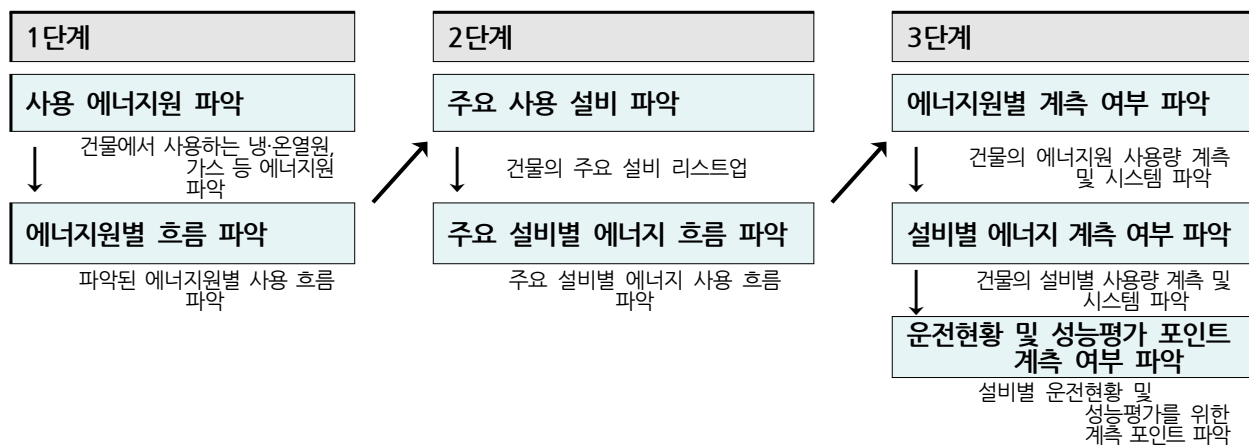 1단계
사용 에너지원 파악
건물에서 사용하는 냉·온열원,
가스 등 에너지원
파악
에너지원별 흐름 파악
파악된 에너지원별 사용 흐름
파악
2단계
주요 사용 설비 파악
건물의 주요 설비 리스트업
주요 설비별 에너지 흐름 파악
주요 설비별 에너지 사용 흐름
파악
3단계
에너지원별 계측 여부 파악
건물의 에너지원 사용량 계측
및 시스템 파악
설비별 에너지 계측 여부 파악
건물의 설비별 사용량 계측 및
시스템 파악
운전현황 및 성능평가 포인트
계측 여부 파악
설비별 운전현황 및
성능평가를 위한
계측 포인트 파악